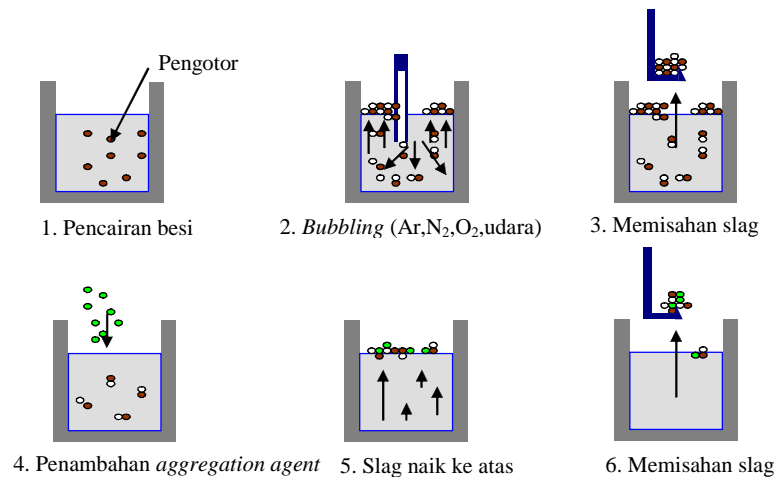 Pengotor
1. Pencairan besi
2. Bubbling (Ar,N₂,O₂,udara)
3. Memisahan slag
4. Penambahan aggregation agent
5. Slag naik ke atas
6. Memisahan slag